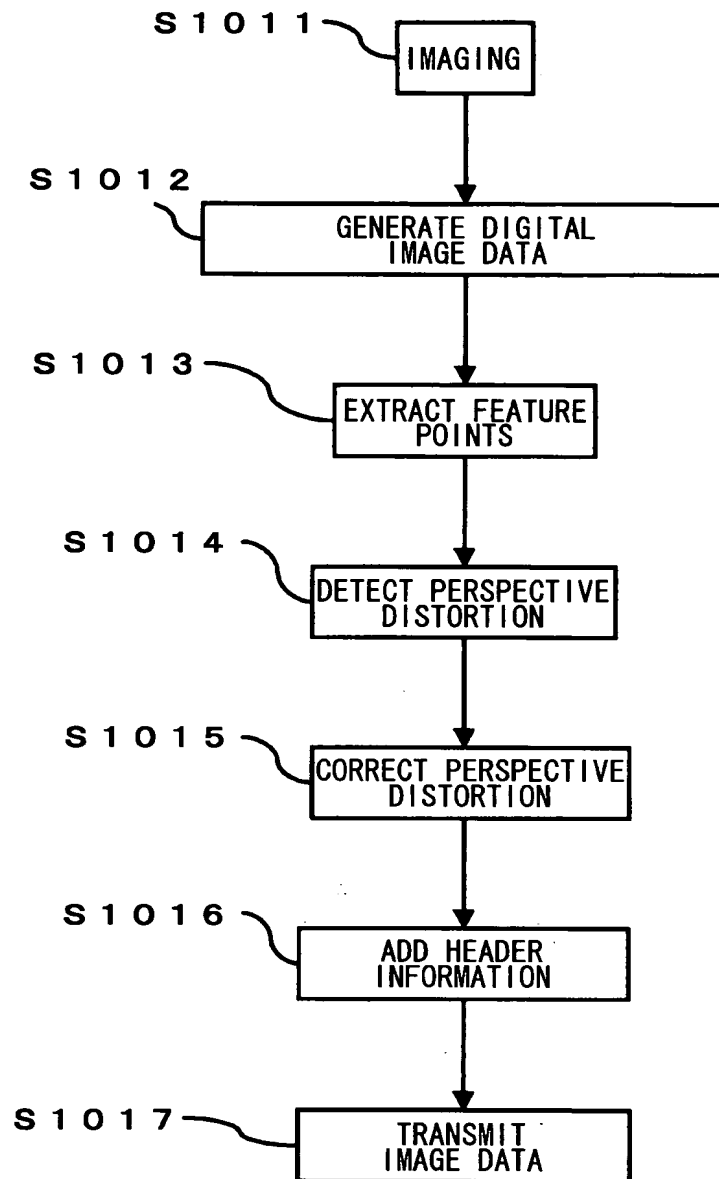 S1011
IMAGING
S1012
GENERATE DIGITAL
IMAGE DATA
S1013
EXTRACT FEATURE
POINTS
S1014
DETECT PERSPECTIVE
DISTORTION
S1015
CORRECT PERSPECTIVE
DISTORTION
S1016
ADD HEADER
INFORMATION
S1017
TRANSMIT
IMAGE DATA